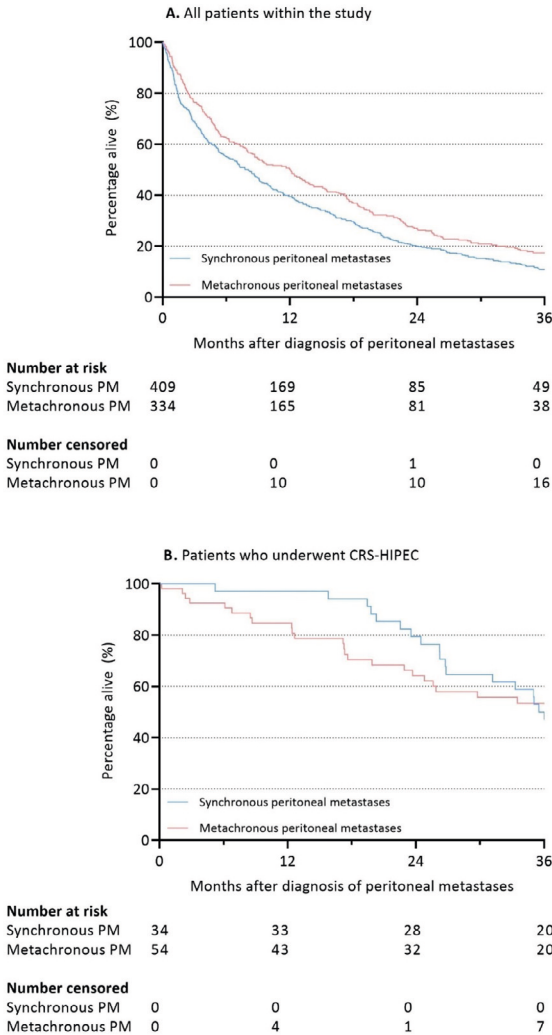 A. All patients within the study
100
80
60
40
20
0
Percentage alive (%)
Synchronous peritoneal metastases
Metachronous peritoneal metastases
0 12 24 36
Months after diagnosis of peritoneal metastases
Number at risk
Synchronous PM 409 169 85 49
Metachronous PM 334 165 81 38
Number censored
Synchronous PM 0 0 1 0
Metachronous PM 0 10 10 16
B. Patients who underwent CRS-HIPEC
100
80
60
40
20
0
Percentage alive (%)
Synchronous peritoneal metastases
Metachronous peritoneal metastases
0 12 24 36
Months after diagnosis of peritoneal metastases
Number at risk
Synchronous PM 34 33 28 20
Metachronous PM 54 43 32 20
Number censored
Synchronous PM 0 0 0 0
Metachronous PM 0 4 1 7